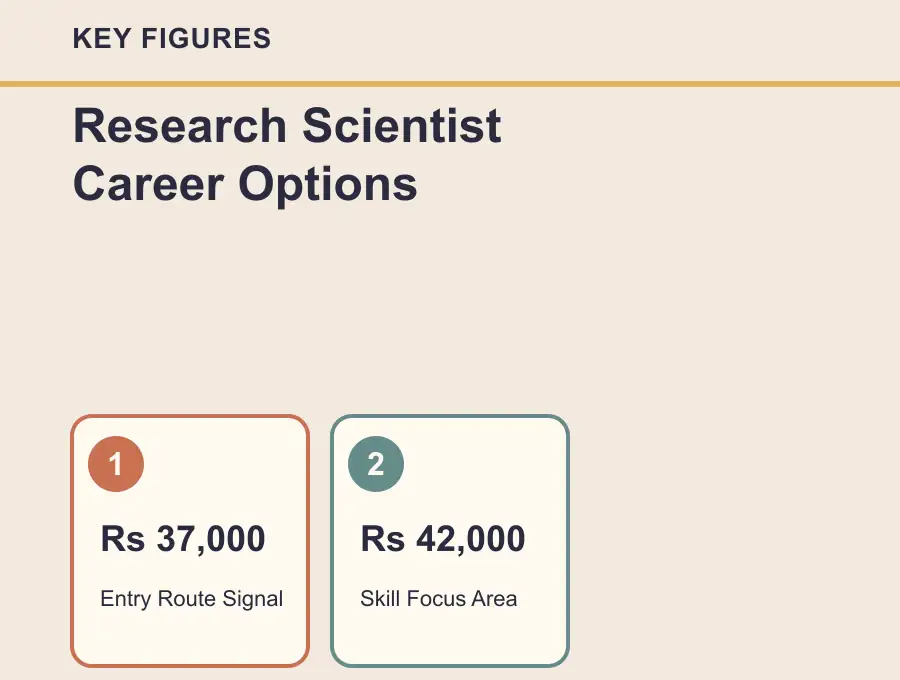 KEY FIGURES
Research Scientist
Career Options
1
Rs 37,000
Entry Route Signal
2
Rs 42,000
Skill Focus Area